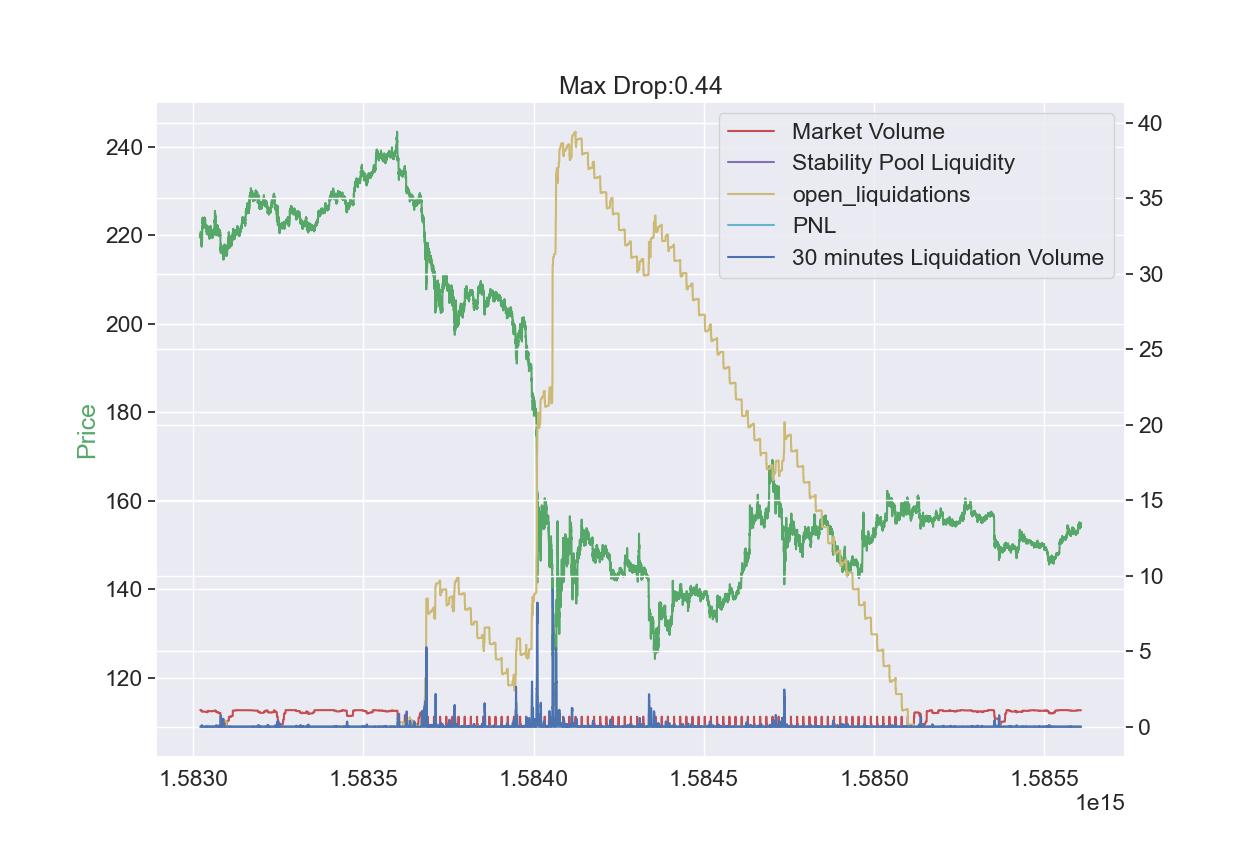 Max Drop:0.44
240
220
200
180
160
140
120
Price
40
35
30
25
20
15
10
5
0
Market Volume
Stability Pool Liquidity
open_liquidations
PNL
30 minutes Liquidation Volume
1.5830 1.5835 1.5840 1.5845 1.5850 1.5855
1e15